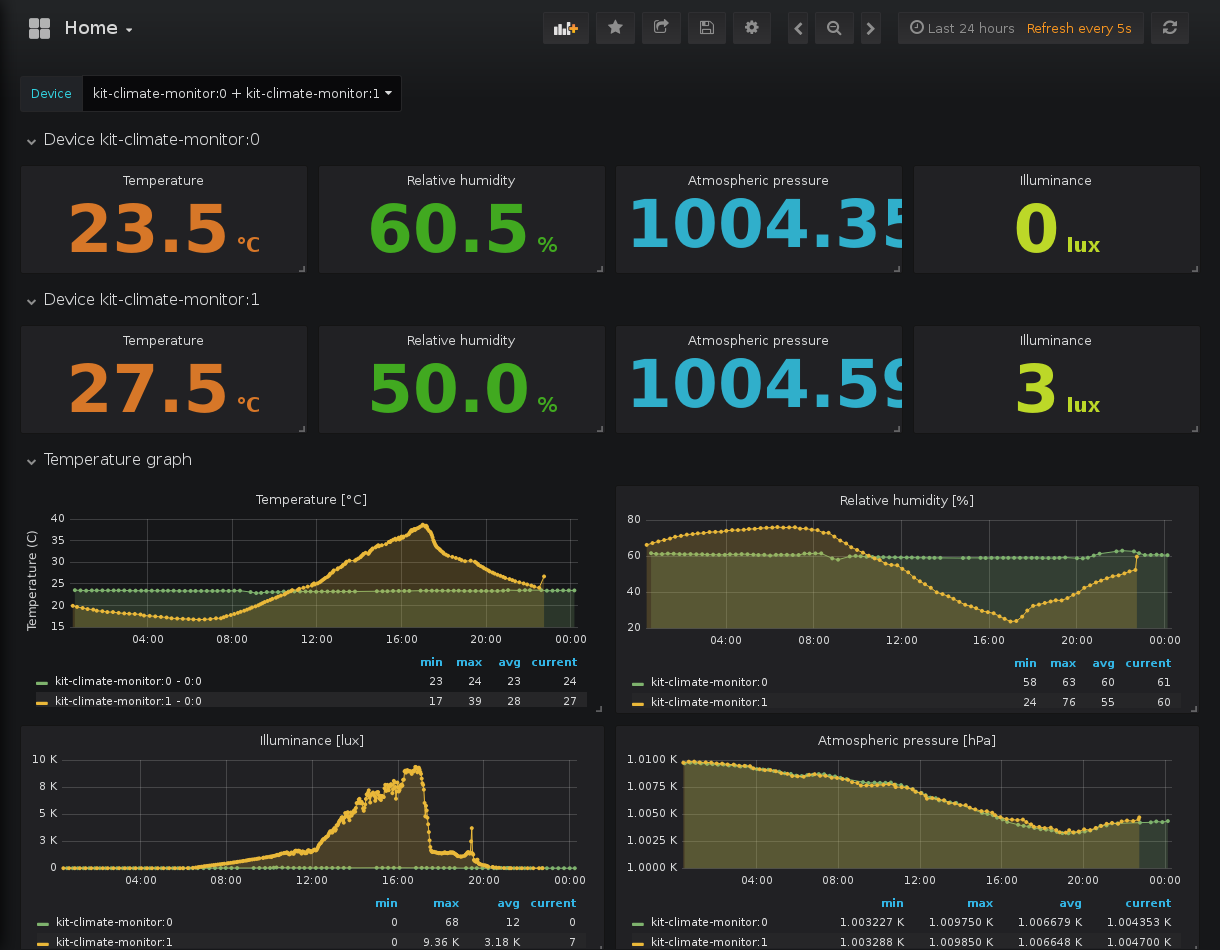 Home
Last 24 hours Refresh every 5s
Device kit-climate-monitor:0 + kit-climate-monitor:1
Device kit-climate-monitor:0
Temperature Relative humidity Atmospheric pressure Illuminance
23.5 °C 60.5 % 1004.35 0 lux
Device kit-climate-monitor:1
Temperature Relative humidity Atmospheric pressure Illuminance
27.5 °C 50.0 % 1004.59 3 lux
Temperature graph
Temperature [°C]
Temperature (C)
40
35
30
25
20
15
04:00 08:00 12:00 16:00 20:00 00:00
min max avg current
kit-climate-monitor:0 - 0:0 23 24 23 24
kit-climate-monitor:1 - 0:0 17 39 28 27
Relative humidity [%]
80
60
40
20
04:00 08:00 12:00 16:00 20:00 00:00
min max avg current
kit-climate-monitor:0 58 63 60 61
kit-climate-monitor:1 24 76 55 60
Illuminance [lux]
10 K
8 K
5 K
3 K
0
04:00 08:00 12:00 16:00 20:00 00:00
min max avg current
kit-climate-monitor:0 0 68 12 0
kit-climate-monitor:1 0 9.36 K 3.18 K 7
Atmospheric pressure [hPa]
1.0100 K
1.0075 K
1.0050 K
1.0025 K
1.0000 K
04:00 08:00 12:00 16:00 20:00 00:00
min max avg current
kit-climate-monitor:0 1.003227 K 1.009750 K 1.006679 K 1.004353 K
kit-climate-monitor:1 1.003288 K 1.009850 K 1.006648 K 1.004700 K